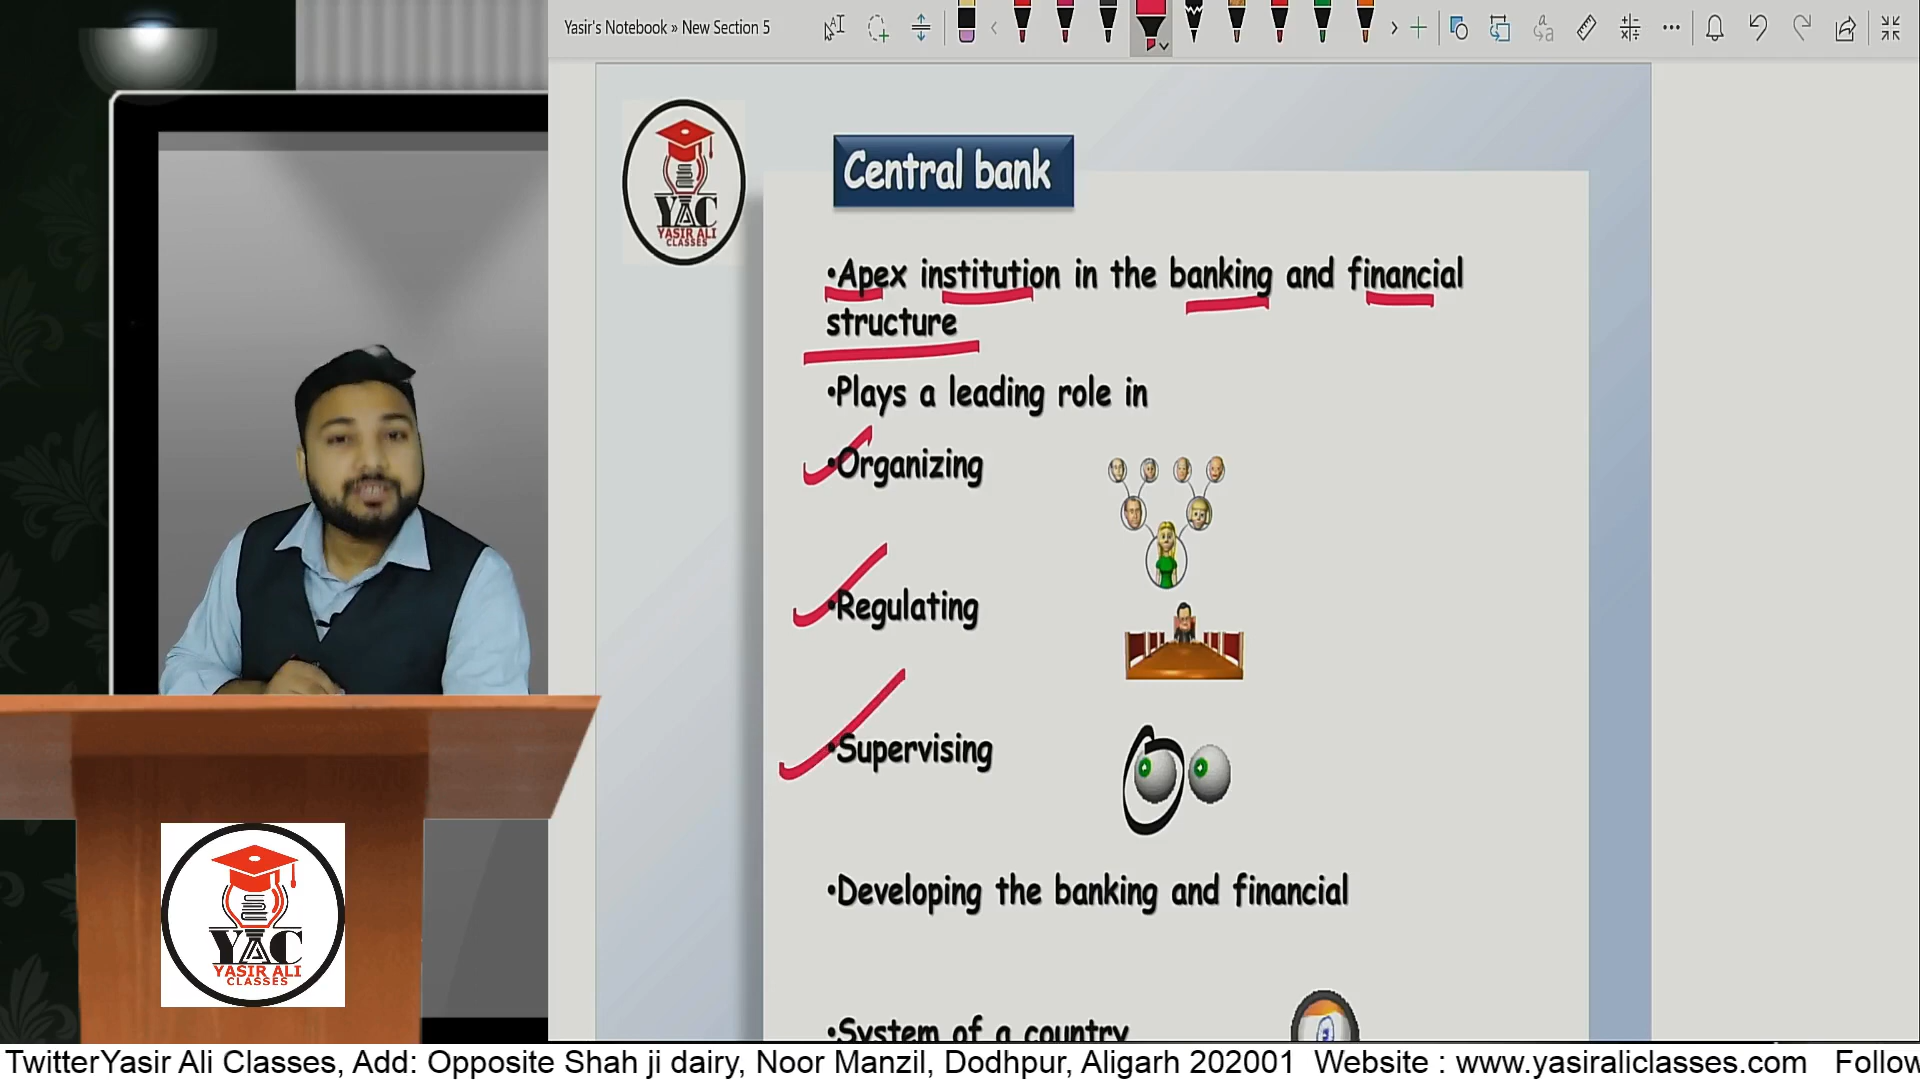 Yasir's Notebook » New Section 5
YAC
YASIR ALI
CLASSES
Central bank
•Apex institution in the banking and financial
structure
•Plays a leading role in
•Organizing
•Regulating
•Supervising
•Developing the banking and financial
•System of a country
YAC
YASIR ALI
CLASSES
TwitterYasir Ali Classes, Add: Opposite Shah ji dairy, Noor Manzil, Dodhpur, Aligarh 202001 Website : www.yasiraliclasses.com Follow